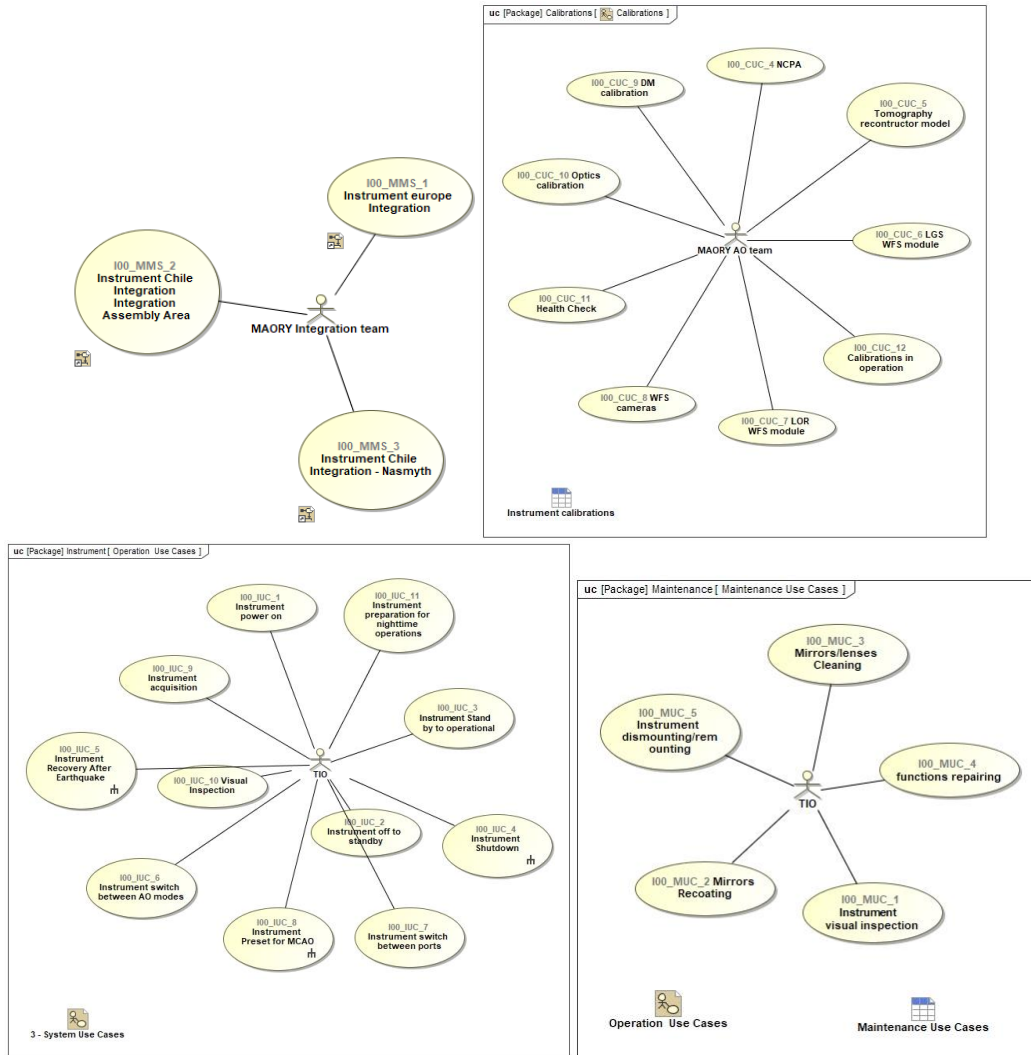 I00_MMS_1
Instrument europe
Integration
I00_MMS_2
Instrument Chile
Integration
Integration
Assembly Area
MAORY Integration team
I00_MMS_3
Instrument Chile
Integration - Nasmyth
uc [Package] Calibrations [ Calibrations ]
I00_CUC_4 NCPA
I00_CUC_9 DM
calibration
I00_CUC_5
Tomography
recontructor model
I00_CUC_10 Optics
calibration
I00_CUC_6 LGS
WFS module
MAORY AO team
I00_CUC_11
Health Check
I00_CUC_12
Calibrations in
operation
I00_CUC_8 WFS
cameras
I00_CUC_7 LOR
WFS module
Instrument calibrations
uc [Package] Instrument [ Operation Use Cases ]
I00_IUC_1
Instrument
power on
I00_IUC_11
Instrument
preparation for
nighttime
operations
I00_IUC_9
Instrument
acquisition
I00_IUC_3
Instrument Stand
by to operational
I00_IUC_5
Instrument
Recovery After
Earthquake
I00_IUC_10 Visual
Inspection
TIO
I00_IUC_2
Instrument off to
standby
I00_IUC_4
Instrument
Shutdown
I00_IUC_6
Instrument switch
between AO modes
I00_IUC_8
Instrument
Preset for MCAO
I00_IUC_7
Instrument switch
between ports
3 - System Use Cases
uc [Package] Maintenance [ Maintenance Use Cases ]
I00_MUC_3
Mirrors/lenses
Cleaning
I00_MUC_5
Instrument
dismounting/rem
ounting
I00_MUC_4
functions repairing
TIO
I00_MUC_2 Mirrors
Recoating
I00_MUC_1
Instrument
visual inspection
Operation Use Cases
Maintenance Use Cases